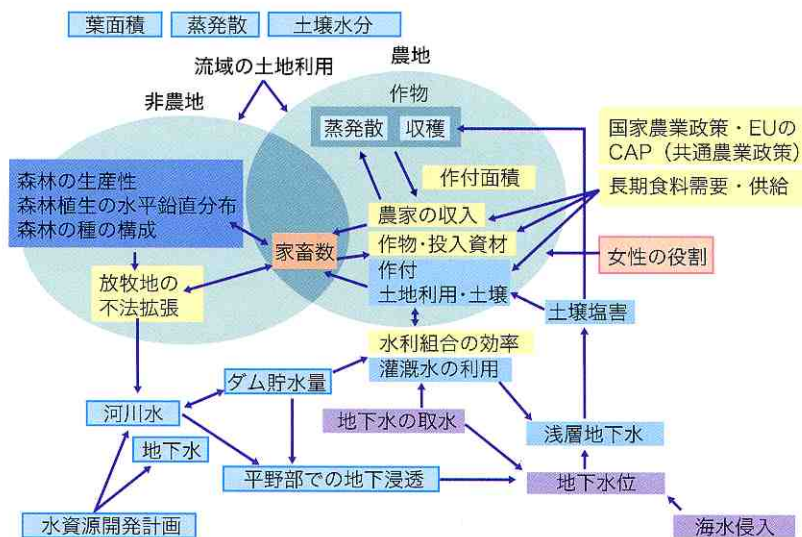 葉面積
蒸発散
土壌水分
流域の土地利用
農地
非農地
作物
蒸発散
収穫
国家農業政策・EUの
CAP（共通農業政策）
作付面積
長期食料需要・供給
森林の生産性
森林植生の水平鉛直分布
森林の種の構成
農家の収入
家畜数
作物・投入資材
女性の役割
放牧地の
不法拡張
作付
土地利用・土壌
土壌塩害
水利組合の効率
灌漑水の利用
ダム貯水量
河川水
地下水の取水
浅層地下水
地下水
平野部での地下浸透
地下水位
水資源開発計画
海水侵入